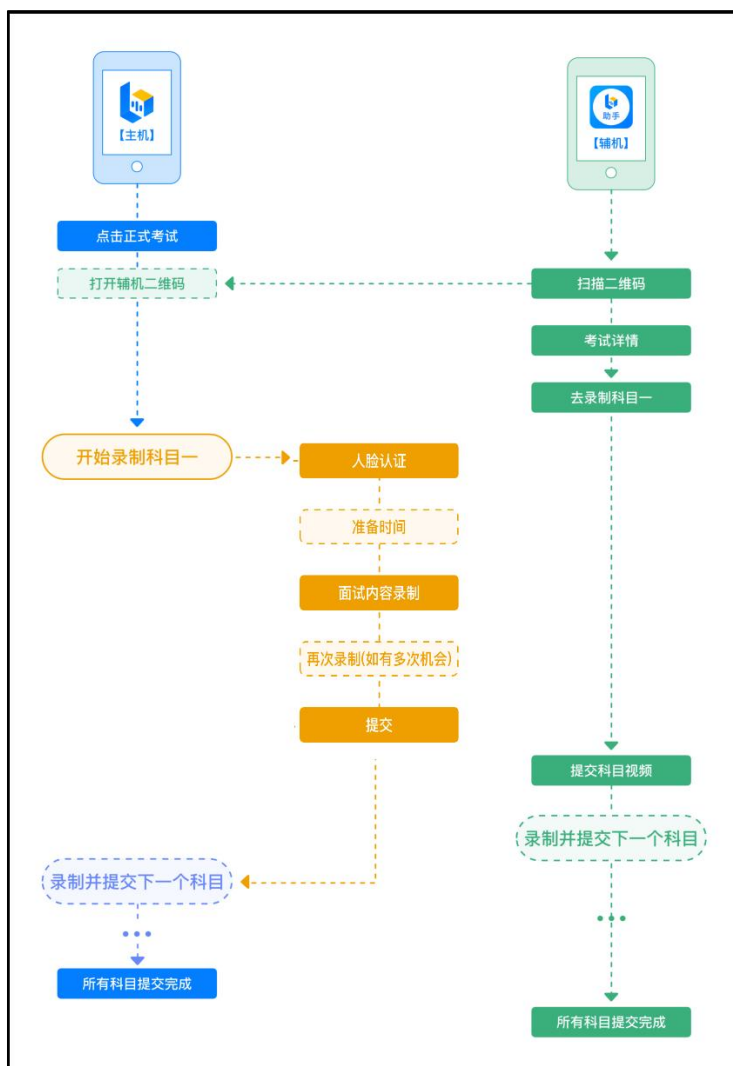 【主机】
助手
【辅机】
点击正式考试
打开辅机二维码
扫描二维码
考试详情
去录制科目一
开始录制科目一
人脸认证
准备时间
面试内容录制
再次录制(如有多次机会)
提交
提交科目视频
录制并提交下一个科目
录制并提交下一个科目
所有科目提交完成
所有科目提交完成